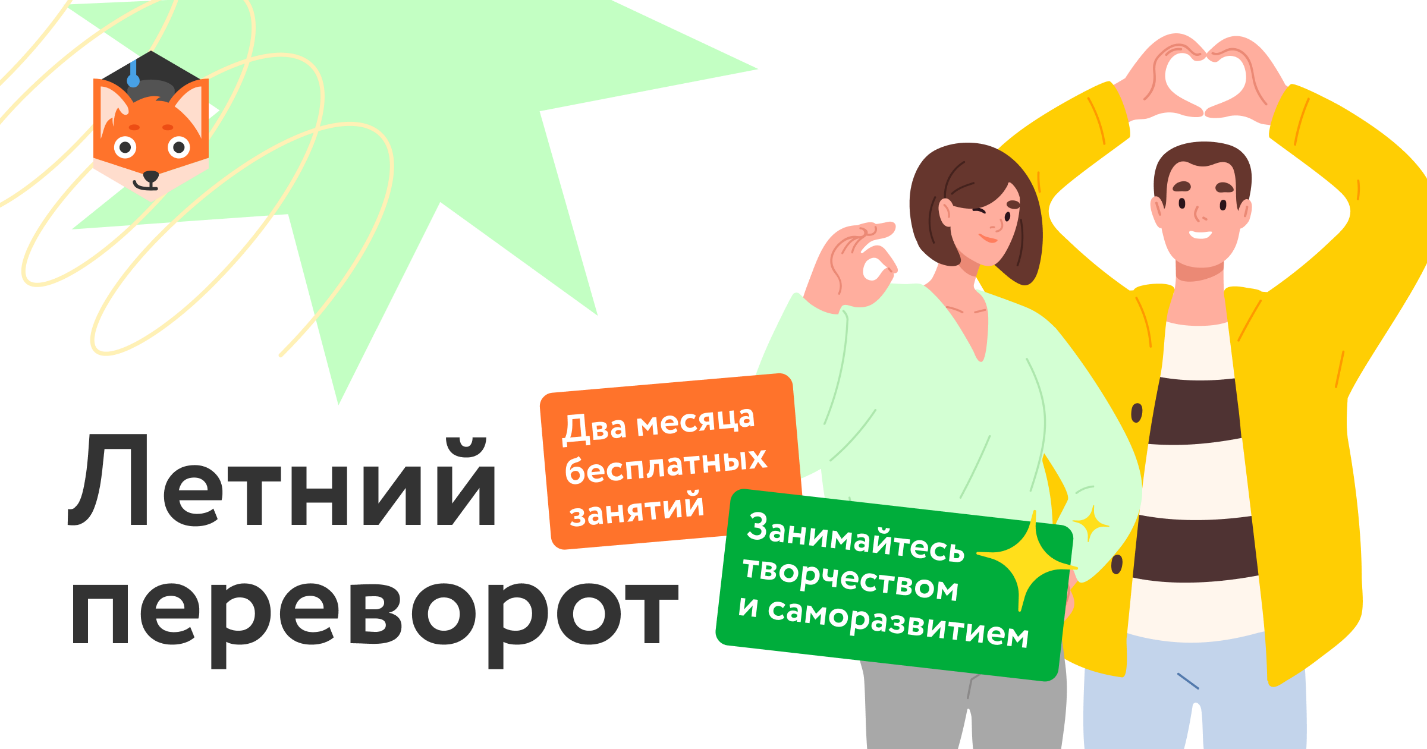 Летний
переворот
Два месяца
бесплатных
занятий
Занимайтесь
творчеством
и саморазвитием